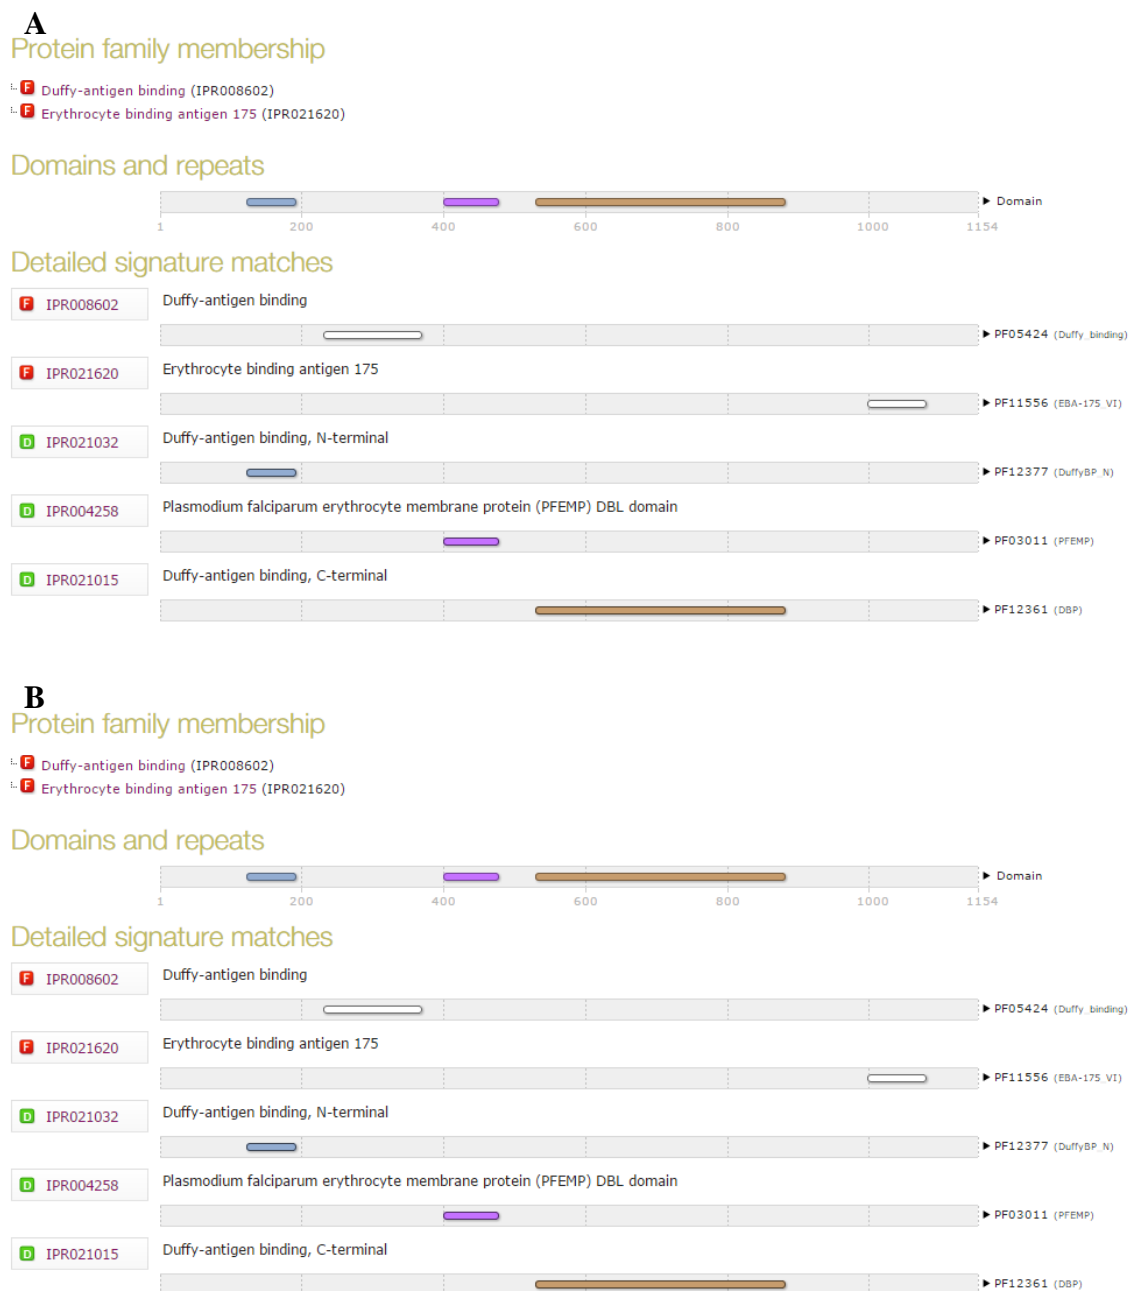 A
Protein family membership
F Duffy-antigen binding (IPR008602)
F Erythrocyte binding antigen 175 (IPR021620)
Domains and repeats
Domain
1 200 400 600 800 1000 1154
Detailed signature matches
F IPR008602 Duffy-antigen binding
PF05424 (Duffy_binding)
F IPR021620 Erythrocyte binding antigen 175
PF11556 (EBA-175_VI)
D IPR021032 Duffy-antigen binding, N-terminal
PF12377 (DuffyBP_N)
D IPR004258 Plasmodium falciparum erythrocyte membrane protein (PFEMP) DBL domain
PF03011 (PFEMP)
D IPR021015 Duffy-antigen binding, C-terminal
PF12361 (DBP)
B
Protein family membership
F Duffy-antigen binding (IPR008602)
F Erythrocyte binding antigen 175 (IPR021620)
Domains and repeats
Domain
1 200 400 600 800 1000 1154
Detailed signature matches
F IPR008602 Duffy-antigen binding
PF05424 (Duffy_binding)
F IPR021620 Erythrocyte binding antigen 175
PF11556 (EBA-175_VI)
D IPR021032 Duffy-antigen binding, N-terminal
PF12377 (DuffyBP_N)
D IPR004258 Plasmodium falciparum erythrocyte membrane protein (PFEMP) DBL domain
PF03011 (PFEMP)
D IPR021015 Duffy-antigen binding, C-terminal
PF12361 (DBP)